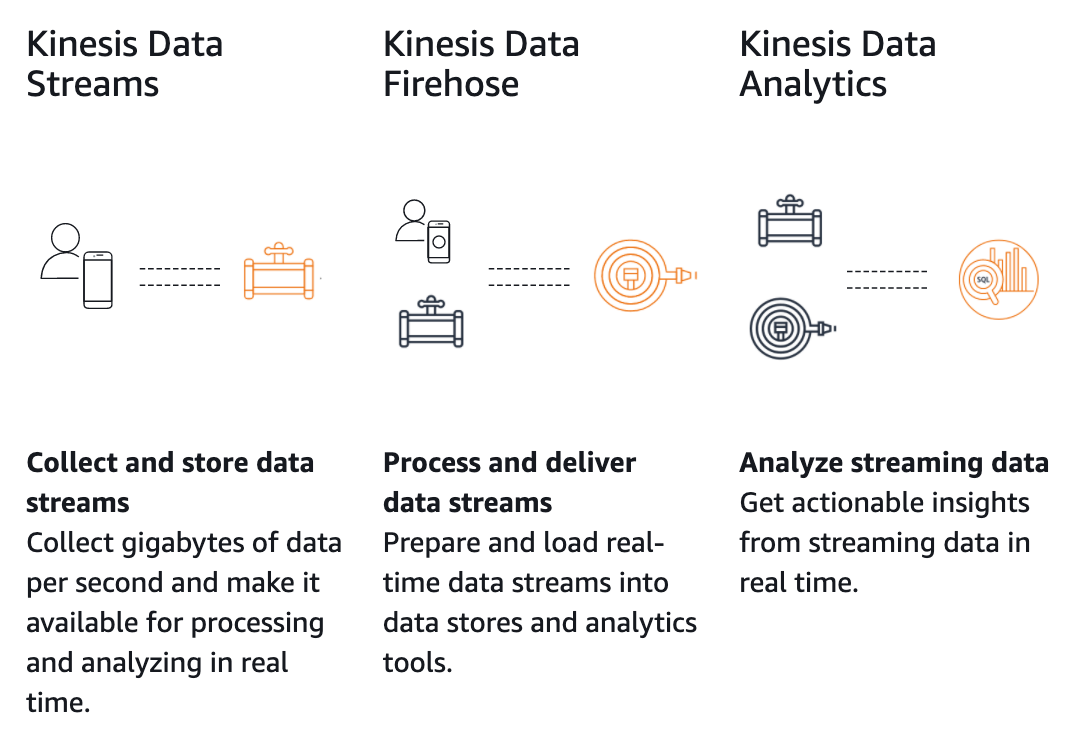 Kinesis Data
Streams
Kinesis Data
Firehose
Kinesis Data
Analytics
SQL
Collect and store data
streams
Collect gigabytes of data
per second and make it
available for processing
and analyzing in real
time.
Process and deliver
data streams
Prepare and load real-
time data streams into
data stores and analytics
tools.
Analyze streaming data
Get actionable insights
from streaming data in
real time.